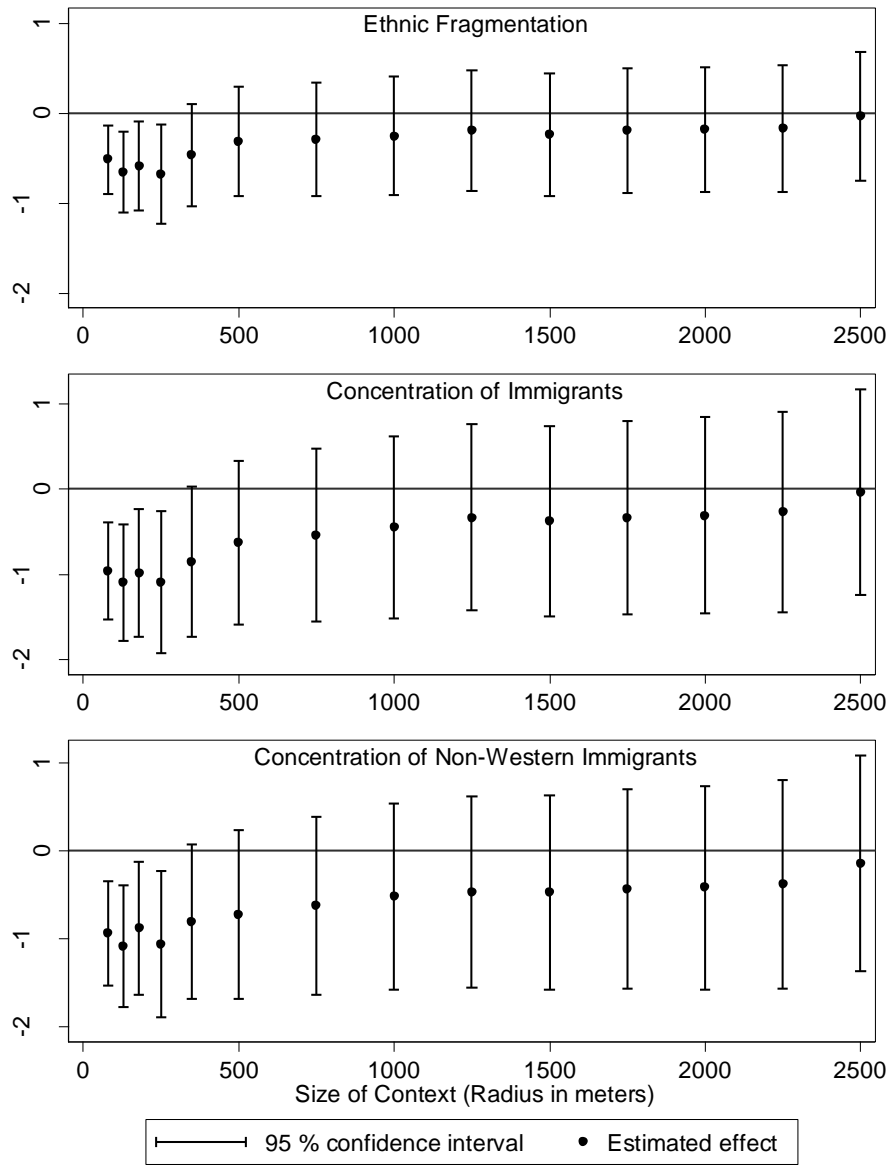 Ethnic Fragmentation
1
0
-1
-2
0 500 1000 1500 2000 2500
Concentration of Immigrants
1
0
-1
-2
0 500 1000 1500 2000 2500
Concentration of Non-Western Immigrants
1
0
-1
-2
0 500 1000 1500 2000 2500
Size of Context (Radius in meters)
95 % confidence interval Estimated effect